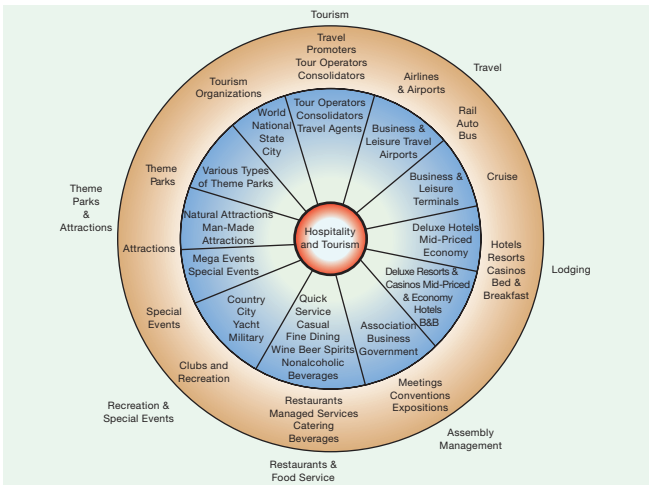 Tourism
Travel
Promoters
Tour Operators
Consolidators
Travel
Airlines
& Airports
Rail
Auto
Bus
Cruise
Hotels
Resorts
Casinos
Bed &
Breakfast
Lodging
Meetings
Conventions
Expositions
Assembly
Management
Restaurants
Managed Services
Catering
Beverages
Restaurants &
Food Service
Clubs and
Recreation
Special
Events
Recreation &
Special Events
Attractions
Theme
Parks
Theme
Parks
&
Attractions
Tourism
Organizations
Tour Operators
Consolidators
Travel Agents
Business &
Leisure Travel
Airports
Business &
Leisure
Terminals
Deluxe Hotels
Mid-Priced
Economy
Deluxe Resorts &
Casinos Mid-Priced
& Economy
Hotels
B&B
Association
Business
Government
Quick
Service
Casual
Fine Dining
Wine Beer Spirits
Nonalcoholic
Beverages
Country
City
Yacht
Military
Mega Events
Special Events
Natural Attractions
Man-Made
Attractions
Various Types
of Theme Parks
World
National
State
City
Hospitality
and Tourism